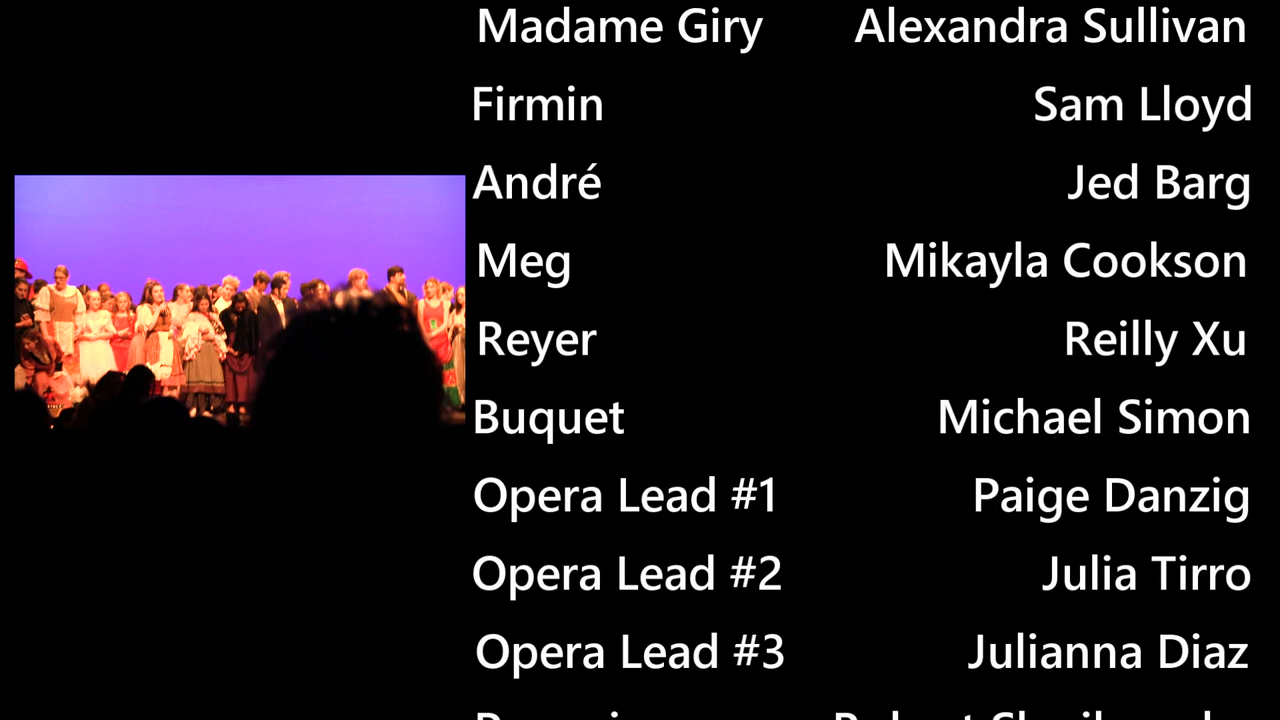 Madame Giry Alexandra Sullivan
Firmin Sam Lloyd
André Jed Barg
Meg Mikayla Cookson
Reyer Reilly Xu
Buquet Michael Simon
Opera Lead #1 Paige Danzig
Opera Lead #2 Julia Tirro
Opera Lead #3 Julianna Diaz